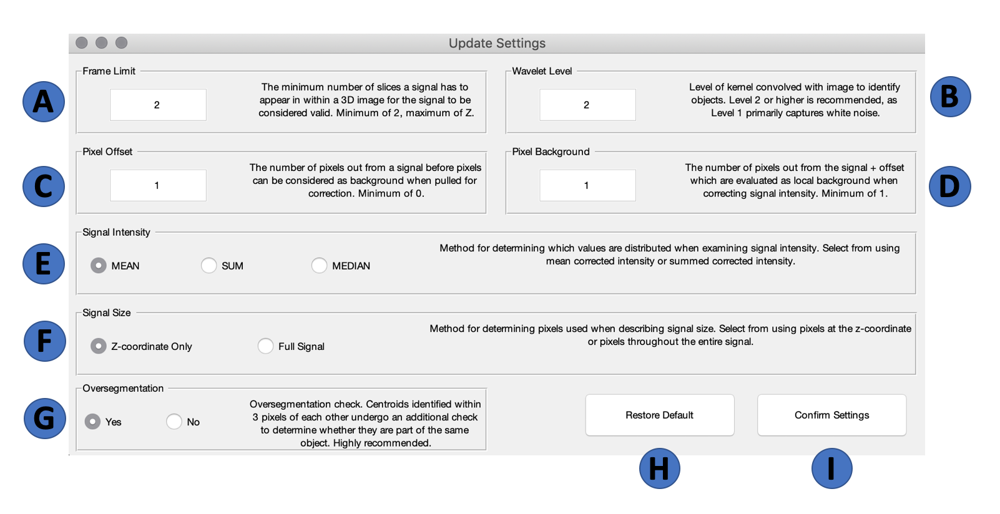 Update Settings
Frame Limit
A
2
The minimum number of slices a signal has to
appear in within a 3D image for the signal to be
considered valid. Minimum of 2, maximum of Z.
Wavelet Level
2
Level of kernel convolved with image to identify
objects. Level 2 or higher is recommended, as
Level 1 primarily captures white noise.
B
Pixel Offset
C
1
The number of pixels out from a signal before pixels
can be considered as background when pulled for
correction. Minimum of 0.
Pixel Background
1
The number of pixels out from the signal + offset
which are evaluated as local background when
correcting signal intensity. Minimum of 1.
D
Signal Intensity
E
MEAN
SUM
MEDIAN
Method for determining which values are distributed when examining signal intensity. Select from using
mean corrected intensity or summed corrected intensity.
Signal Size
F
Z-coordinate Only
Full Signal
Method for determining pixels used when describing signal size. Select from using pixels at the z-coordinate
or pixels throughout the entire signal.
Oversegmentation
G
Yes
No
Oversegmentation check. Centroids identified within
3 pixels of each other undergo an additional check
to determine whether they are part of the same
object. Highly recommended.
Restore Default
Confirm Settings
H
I